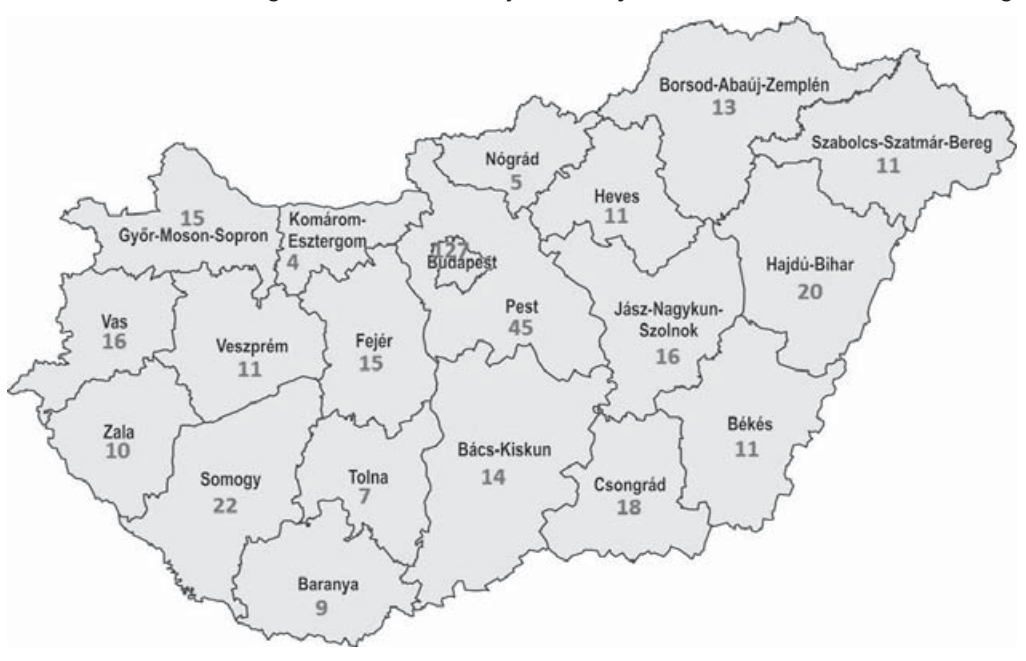 Borsod-Abaúj-Zemplén
13
Szabolcs-Szatmár-Bereg
11
Nógrád
5
Heves
11
15
Győr-Moson-Sopron
Komárom-
Esztergom
4
Budapest
Hajdú-Bihar
20
Pest
45
Jász-Nagykun-
Szolnok
16
Vas
16
Veszprém
11
Fejér
15
Zala
10
Somogy
22
Tolna
7
Bács-Kiskun
14
Csongrád
18
Békés
11
Baranya
9